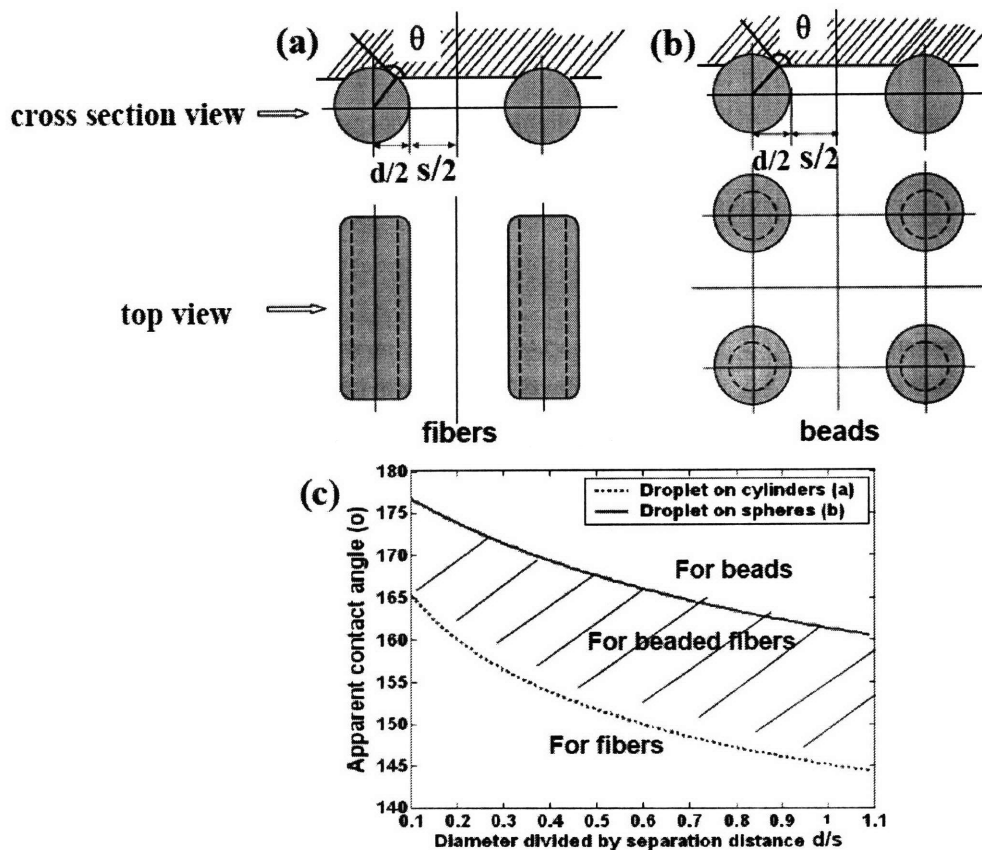 (a)
θ
(b)
θ
cross section view
d/2 s/2
d/2 s/2
top view
fibers
beads
(c)
180
175
170
165
160
155
150
145
140
Apparent contact angle (o)
Droplet on cylinders (a)
Droplet on spheres (b)
For beads
For beaded fibers
For fibers
0.1 0.2 0.3 0.4 0.5 0.6 0.7 0.8 0.9 1 1.1
Diameter divided by separation distance d/s